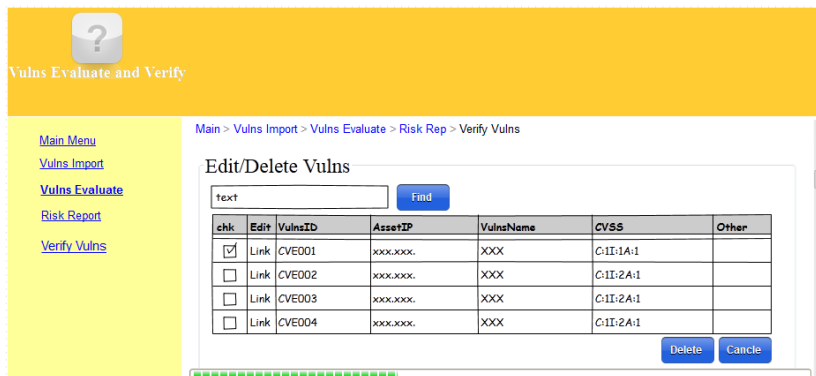 ?
Vulns Evaluate and Verify
Main > Vulns Import > Vulns Evaluate > Risk Rep > Verify Vulns
Main Menu
Vulns Import
Vulns Evaluate
Risk Report
Verify Vulns
Edit/Delete Vulns
text Find
chk Edit VulnsID AssetIP VulnsName CVSS Other
Link CVE001 xxx.xxx. XXX C:1I:1A:1
Link CVE002 xxx.xxx. XXX C:1I:2A:1
Link CVE003 xxx.xxx. XXX C:1I:2A:1
Link CVE004 xxx.xxx. XXX C:1I:2A:1
Delete Cancle